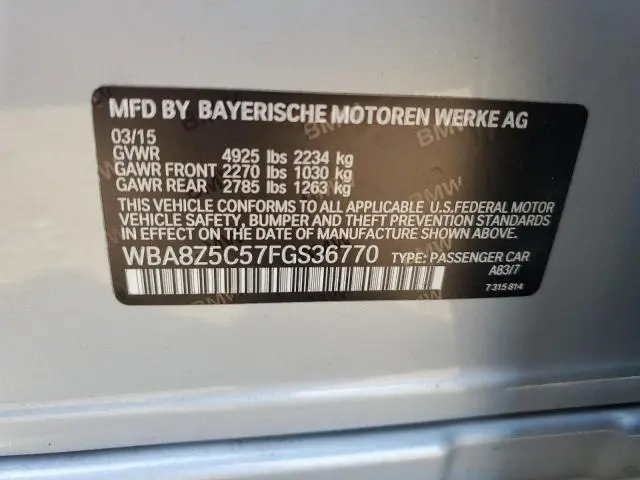 MFD BY BAYERISCHE MOTOREN WERKE AG
03/15
GVWR 4925 lbs 2234 kg
GAWR FRONT 2270 lbs 1030 kg
GAWR REAR 2785 lbs 1263 kg
THIS VEHICLE CONFORMS TO ALL APPLICABLE U.S.FEDERAL MOTOR
VEHICLE SAFETY, BUMPER AND THEFT PREVENTION STANDARDS
IN EFFECT ON THE DATE OF MANUFACTURE SHOWN ABOVE.
WBA8Z5C57FGS36770 TYPE: PASSENGER CAR
A83/7
7 315 814